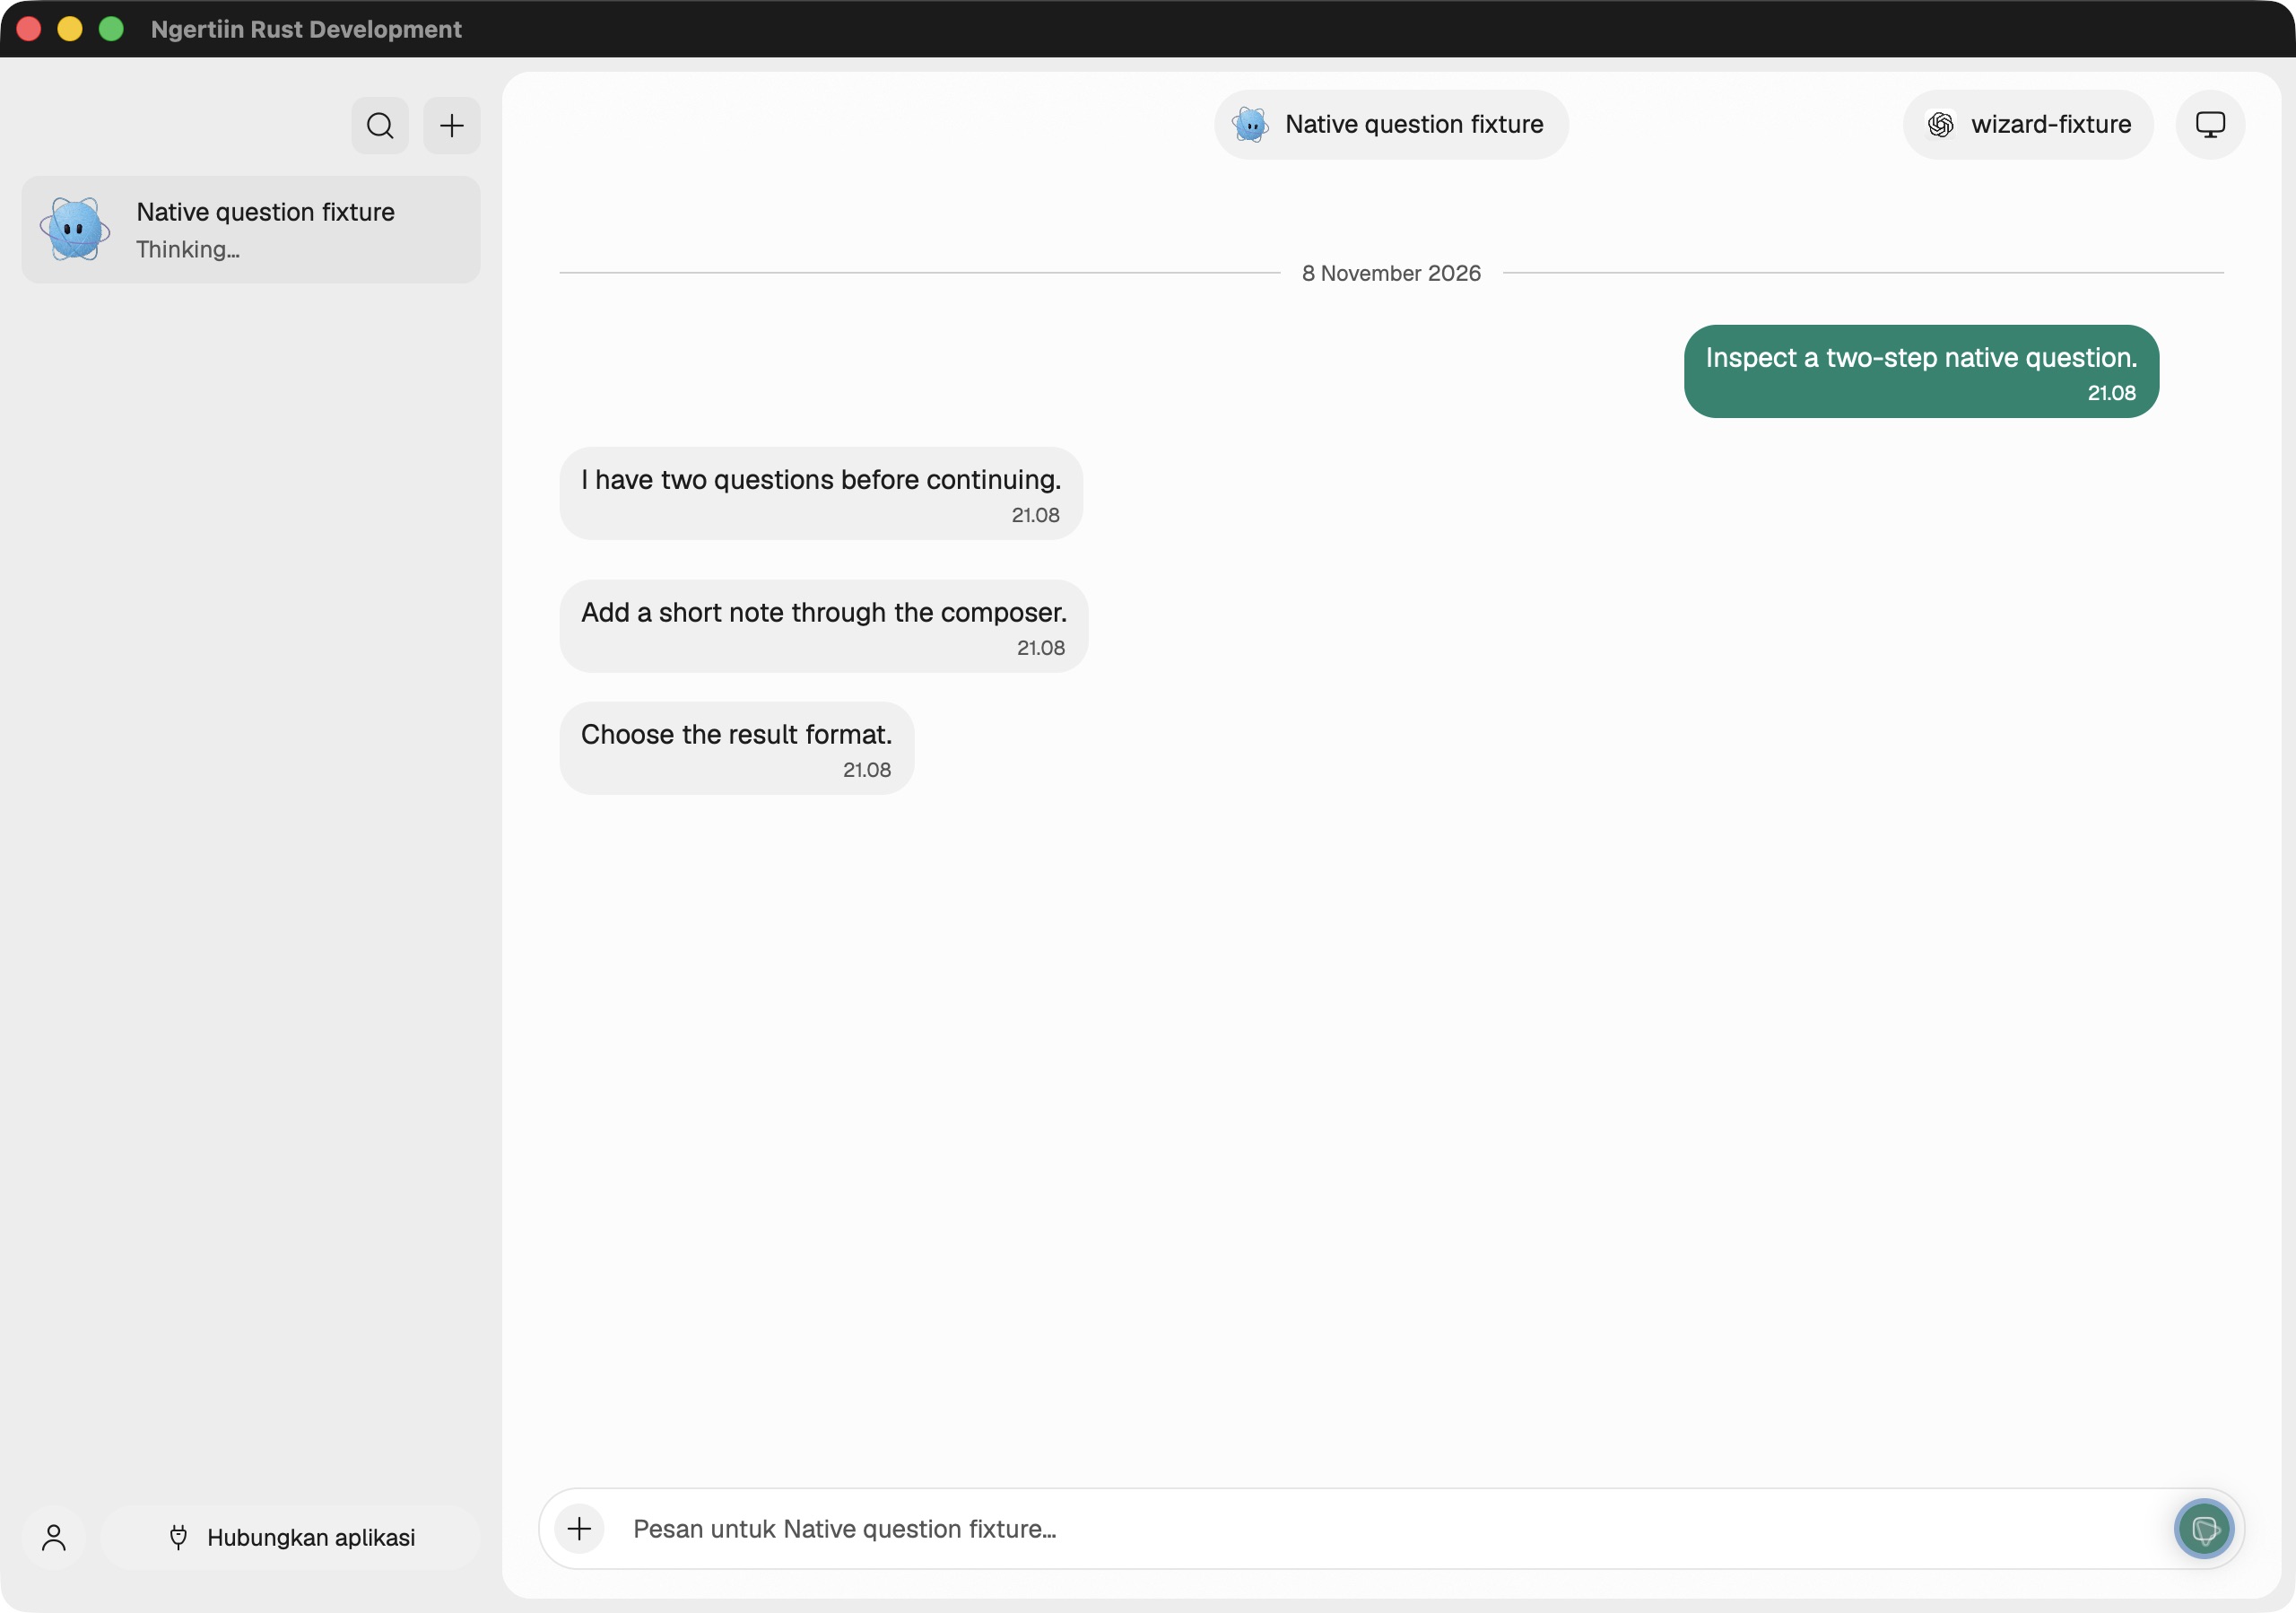 Ngertiin Rust Development
Native question fixture
Thinking...
Native question fixture
wizard-fixture
8 November 2026
Inspect a two-step native question.
21.08
I have two questions before continuing.
21.08
Add a short note through the composer.
21.08
Choose the result format.
21.08
Hubungkan aplikasi
Pesan untuk Native question fixture...